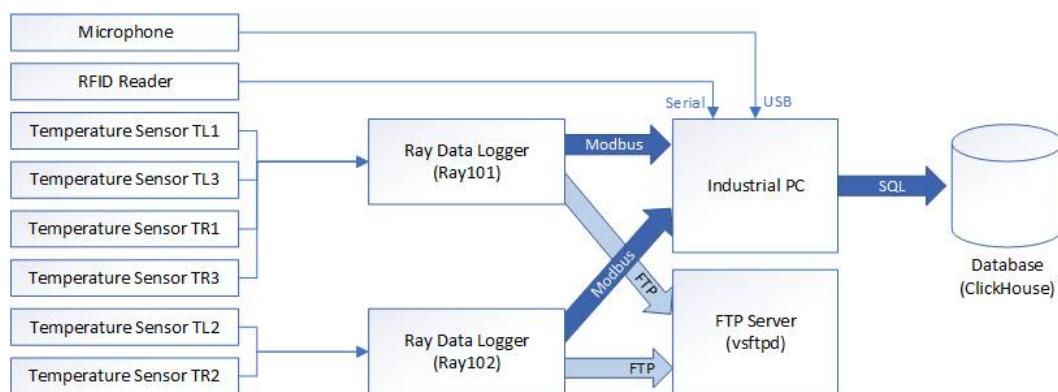 Microphone
RFID Reader
Serial
USB
Temperature Sensor TL1
Temperature Sensor TL3
Temperature Sensor TR1
Temperature Sensor TR3
Temperature Sensor TL2
Temperature Sensor TR2
Ray Data Logger
(Ray101)
Modbus
FTP
Ray Data Logger
(Ray102)
Modbus
FTP
Industrial PC
SQL
FTP Server
(vsftpd)
Database
(ClickHouse)